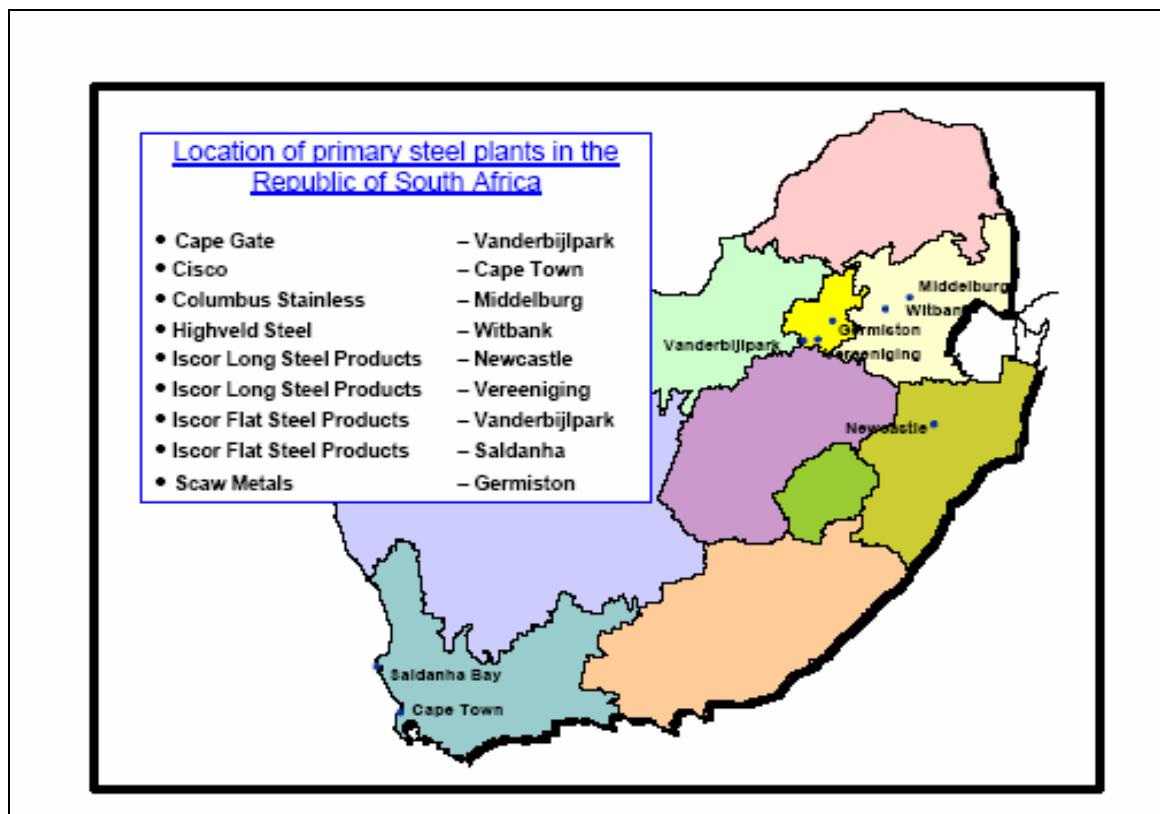 Location of primary steel plants in the
Republic of South Africa
• Cape Gate – Vanderbijlpark
• Cisco – Cape Town
• Columbus Stainless – Middelburg
• Highveld Steel – Witbank
• Iscor Long Steel Products – Newcastle
• Iscor Long Steel Products – Vereeniging
• Iscor Flat Steel Products – Vanderbijlpark
• Iscor Flat Steel Products – Saldanha
• Scaw Metals – Germiston
Middelburg
Witbank
Germiston
Vanderbijlpark
Vereeniging
Newcastle
Saldanha Bay
Cape Town